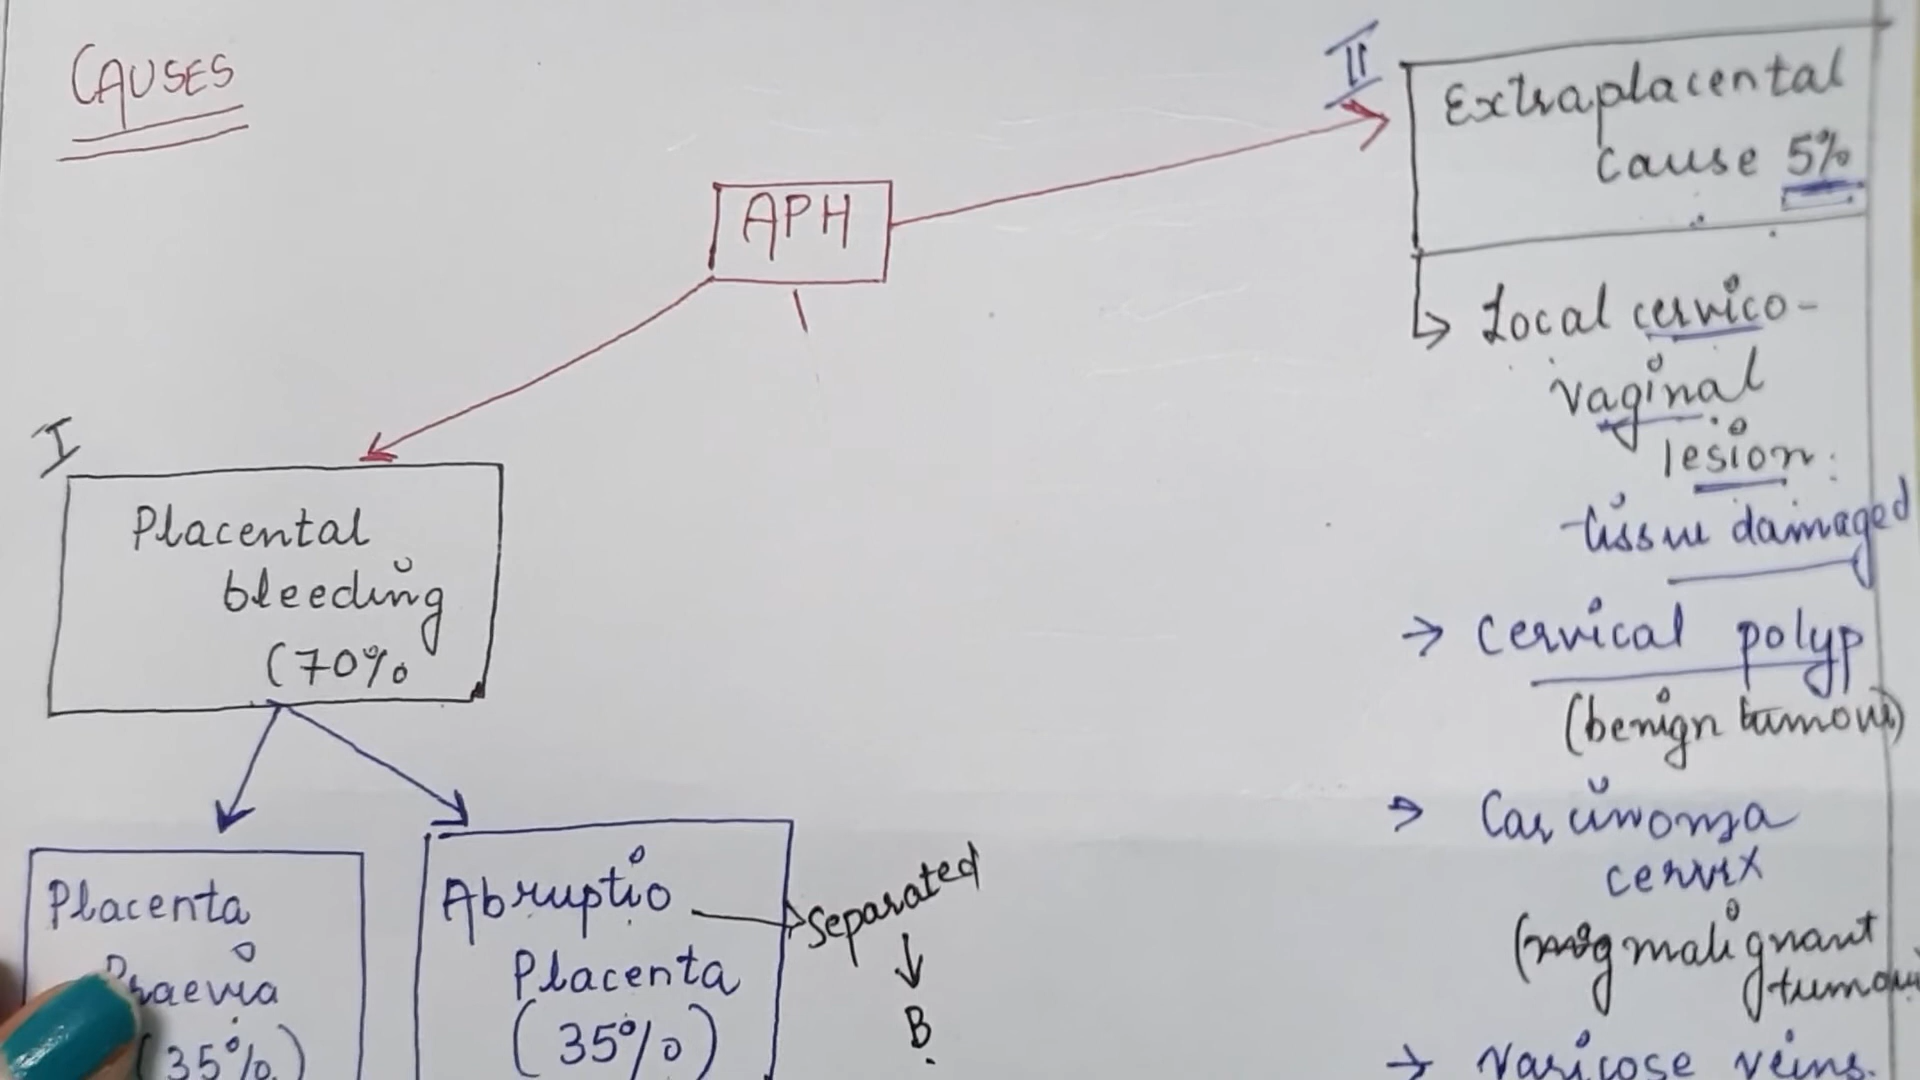 CAUSES
APH
I
Placental
bleeding
(70%
Placenta
Praevia
(35%)
Abruptio
Placenta
(35%)
Separated
B
II
Extraplacental
cause 5%
Local cervico-
vaginal
lesion
tissue damaged
Cervical polyp
(benign tumour)
Carcinoma
cervix
malignant
tumour
Varicose veins.